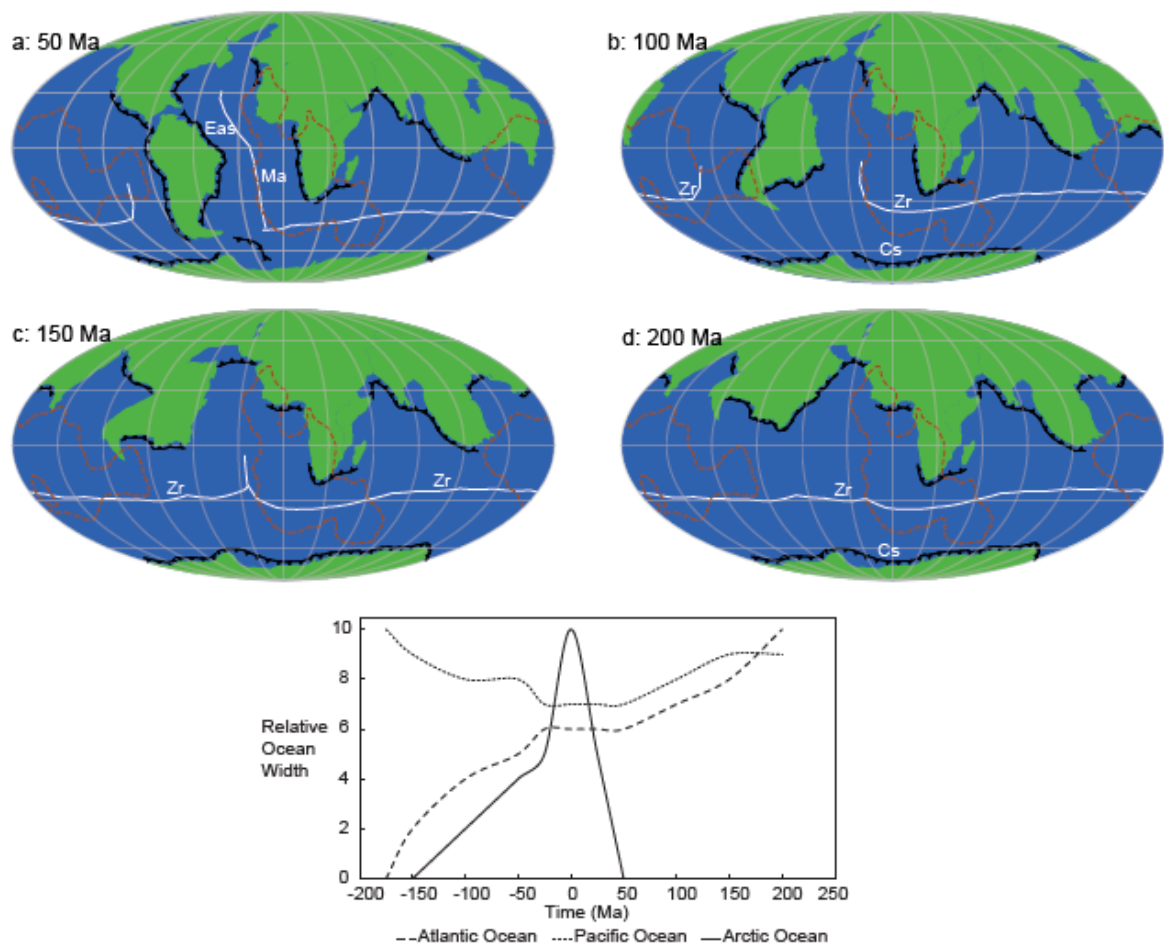 a: 50 Ma
Eas
Ma
b: 100 Ma
Zr
Zr
Cs
c: 150 Ma
Zr
Zr
d: 200 Ma
Zr
Cs
10
8
6
4
2
0
Relative
Ocean
Width
-200 -150 -100 -50 0 50 100 150 200 250
Time (Ma)
Atlantic Ocean Pacific Ocean Arctic Ocean